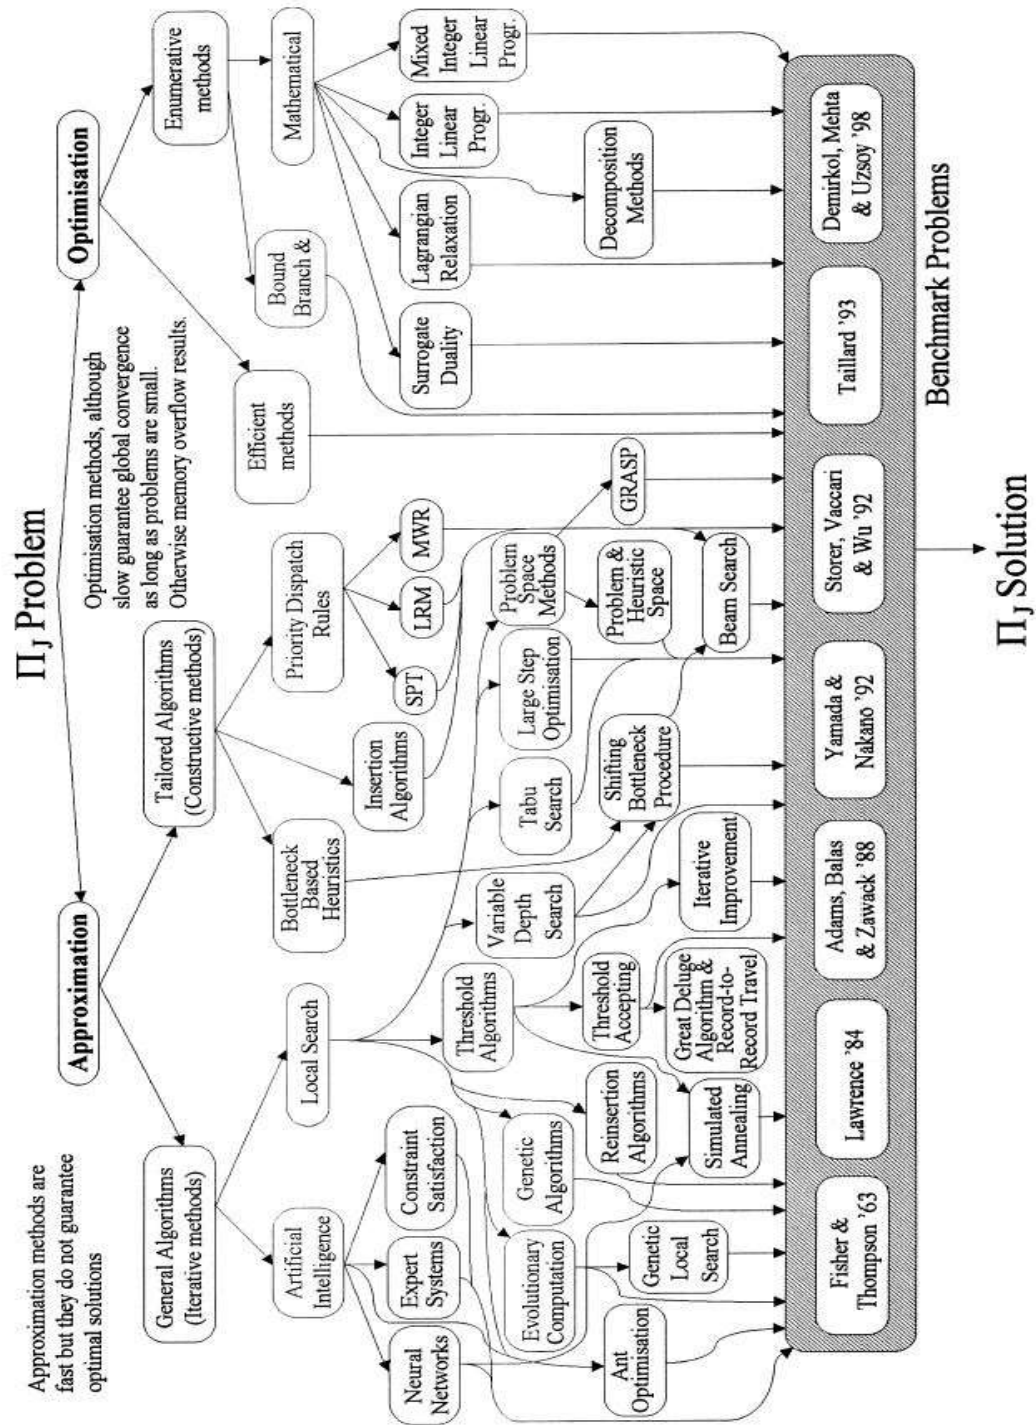 Π_J Problem
Approximation methods are
fast but they do not guarantee
optimal solutions
Approximation
Optimisation methods, although
slow guarantee global convergence
as long as problems are small.
Otherwise memory overflow results.
Optimisation
General Algorithms
(Iterative methods)
Tailored Algorithms
(Constructive methods)
Enumerative
methods
Efficient
methods
Artificial
Intelligence
Local Search
Bottleneck
Based
Heuristics
Priority Dispatch
Rules
Bound
Branch &
Mathematical
Insertion
Algorithms
Neural
Networks
Expert
Systems
Constraint
Satisfaction
SPT
LRM
MWR
Surrogate
Duality
Lagrangian
Relaxation
Integer
Linear
Progr.
Mixed
Integer
Linear
Progr.
Evolutionary
Computation
Genetic
Algorithms
Threshold
Algorithms
Variable
Depth
Search
Tabu
Search
Large Step
Optimisation
Problem
Space
Methods
Ant
Optimisation
Genetic
Local
Search
Reinsertion
Algorithms
Threshold
Accepting
Shifting
Bottleneck
Procedure
Problem &
Heuristic
Space
GRASP
Decomposition
Methods
Simulated
Annealing
Great Deluge
Algorithm &
Record-to-
Record Travel
Iterative
Improvement
Beam Search
Fisher &
Thompson '63
Lawrence '84
Adams, Balas
& Zawack '88
Yamada &
Nakano '92
Storer, Vaccari
& Wu '92
Taillard '93
Demirkol, Mehta
& Uzsoy '98
Benchmark Problems
Π_J Solution